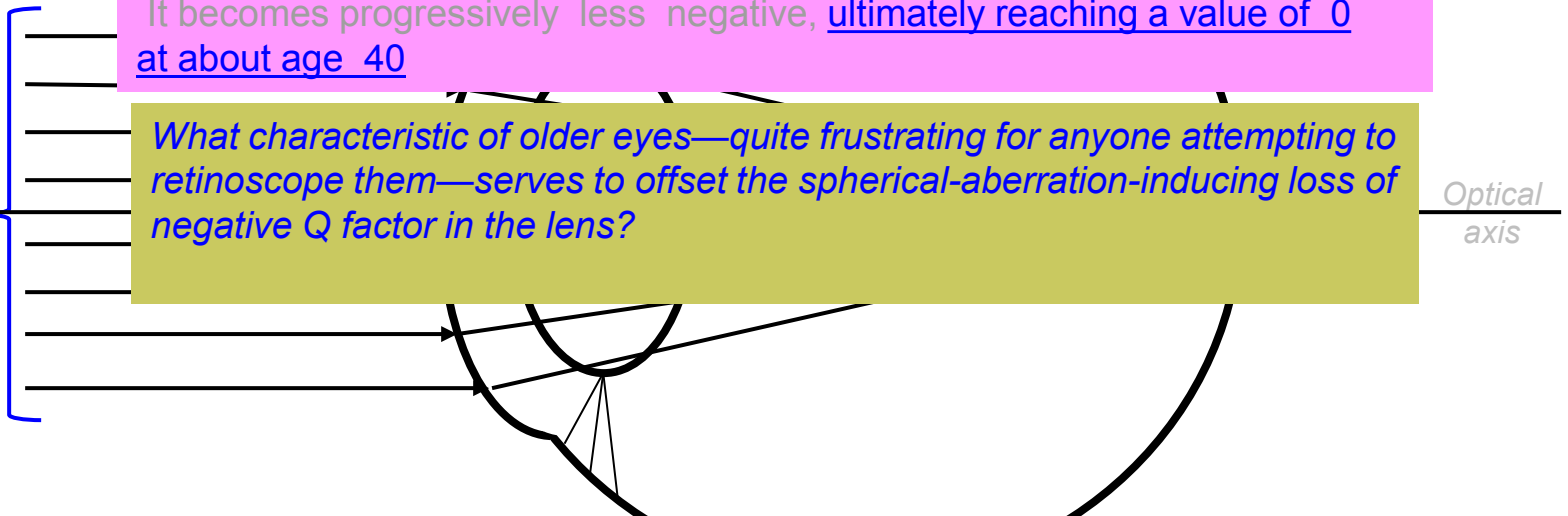 It becomes progressively less negative, ultimately reaching a value of 0
at about age 40
What characteristic of older eyes—quite frustrating for anyone attempting to
retinoscope them—serves to offset the spherical-aberration-inducing loss of
negative Q factor in the lens?
Optical
axis